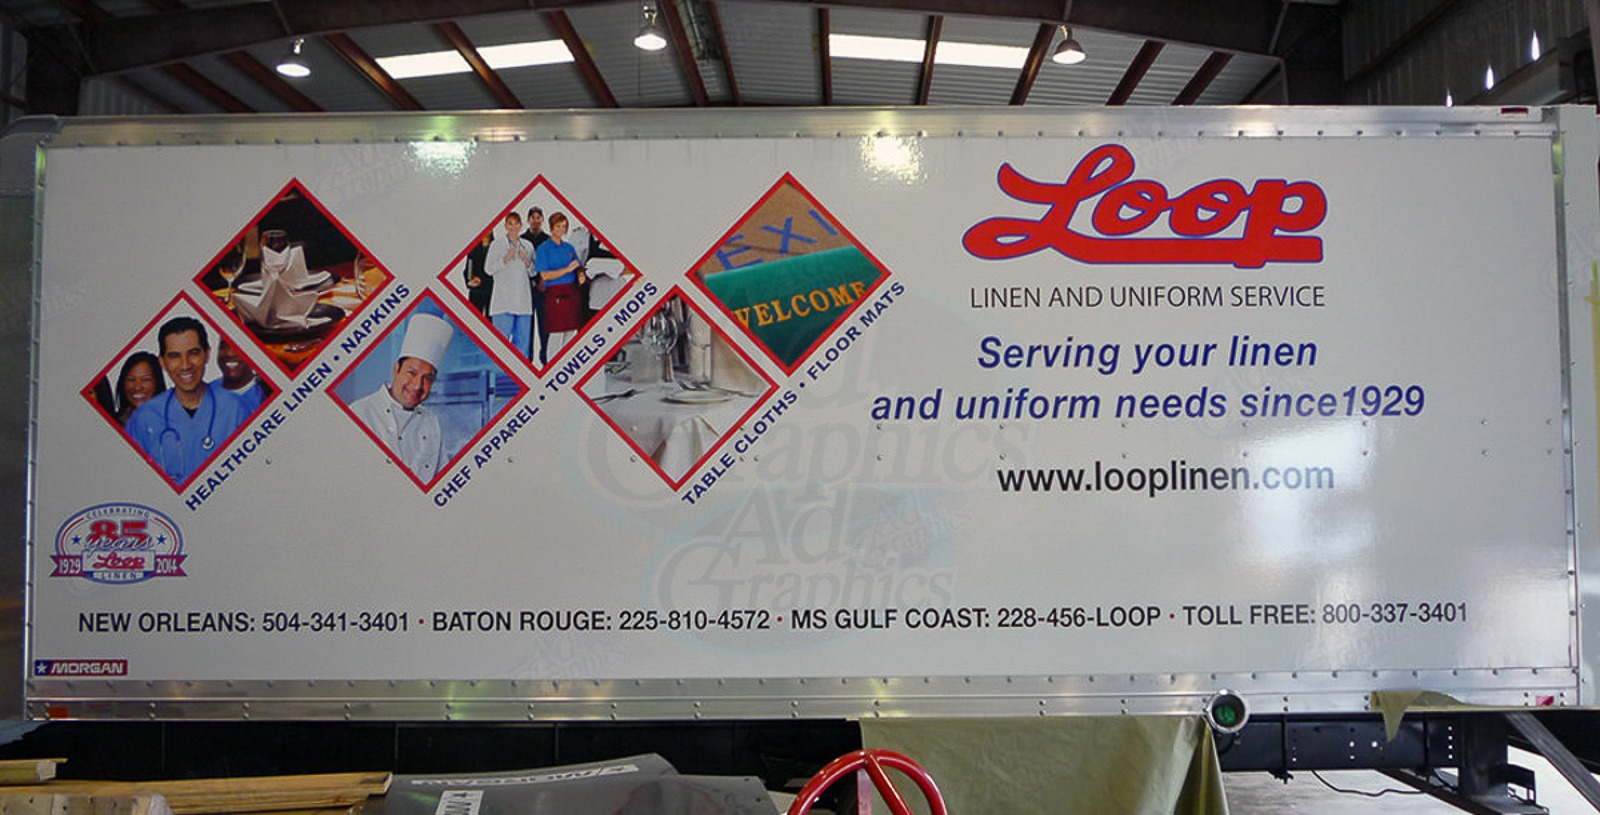 Loop
LINEN AND UNIFORM SERVICE
Serving your linen
and uniform needs since1929
www.looplinen.com
HEALTHCARE LINEN • NAPKINS
CHEF APPAREL • TOWELS • MOPS
TABLE CLOTHS • FLOOR MATS
EXI
WELCOME
CELEBRATING
85
years
1929 Loop 2014
LINEN
NEW ORLEANS: 504-341-3401 · BATON ROUGE: 225-810-4572 · MS GULF COAST: 228-456-LOOP · TOLL FREE: 800-337-3401
MORGAN
Ad
Graphics
Ad
Graphics